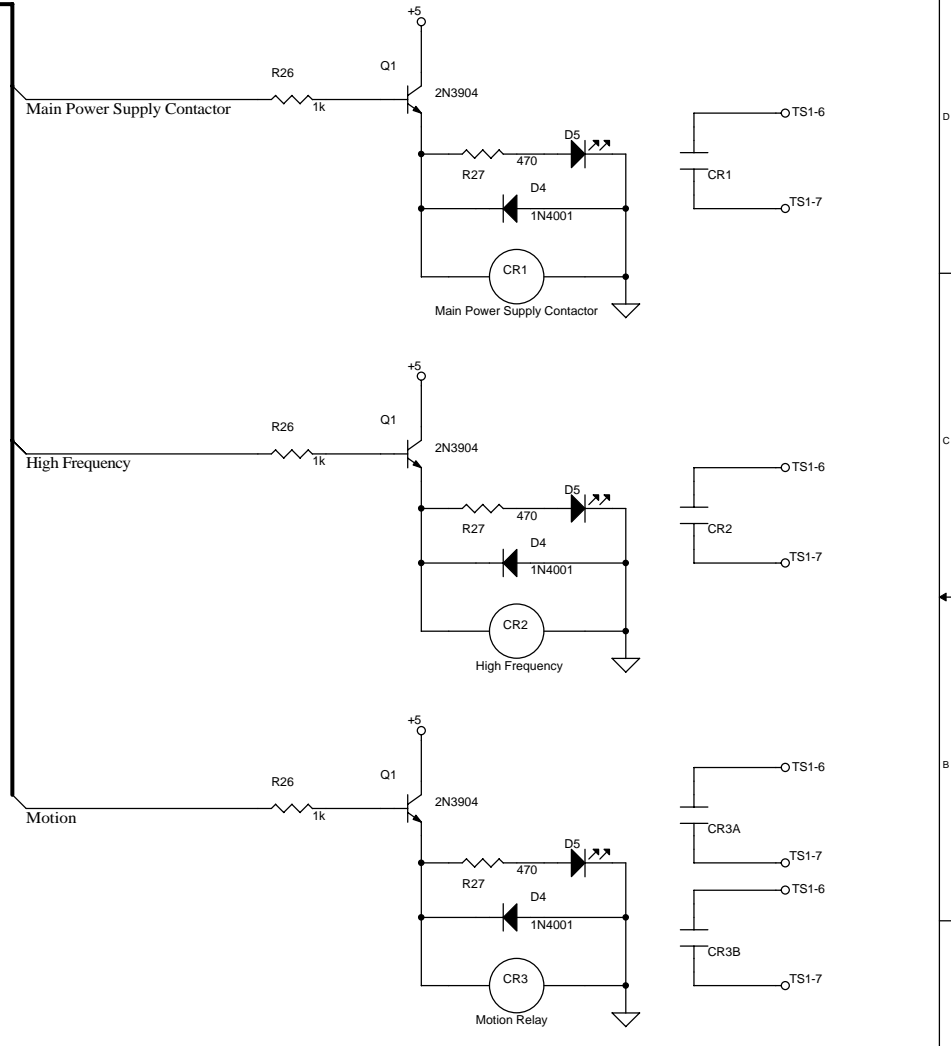 +5
Q1
R26
2N3904
1k
Main Power Supply Contactor
D5
470
R27
D4
1N4001
CR1
Main Power Supply Contactor
TS1-6
CR1
TS1-7
D
+5
Q1
R26
2N3904
1k
High Frequency
D5
470
R27
D4
1N4001
CR2
High Frequency
TS1-6
CR2
TS1-7
C
+5
Q1
R26
2N3904
1k
Motion
D5
470
R27
D4
1N4001
CR3
Motion Relay
TS1-6
CR3A
TS1-7
TS1-6
CR3B
TS1-7
B